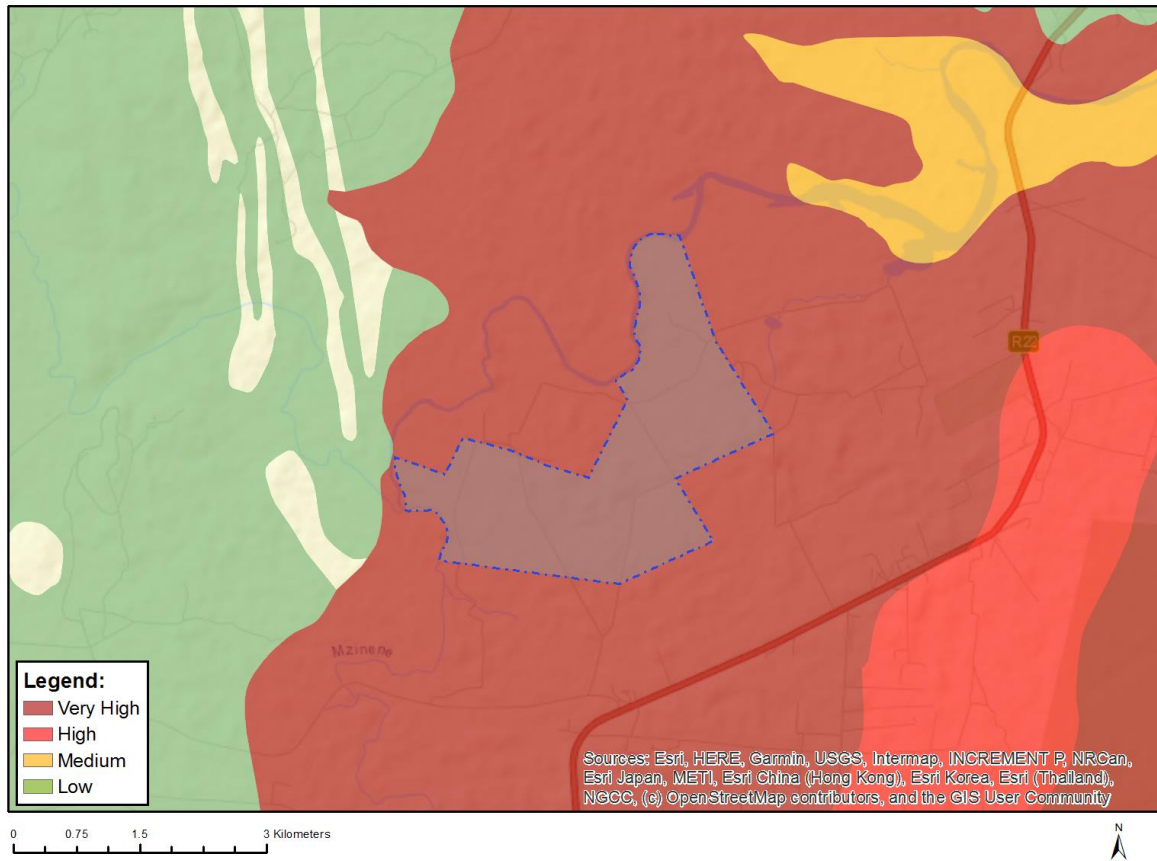 R22
Mzinene
Legend:
Very High
High
Medium
Low
Sources: Esri, HERE, Garmin, USGS, Intermap, INCREMENT P, NRCan,
Esri Japan, METI, Esri China (Hong Kong), Esri Korea, Esri (Thailand),
NGCC, (c) OpenStreetMap contributors, and the GIS User Community
0 0.75 1.5 3 Kilometers
N